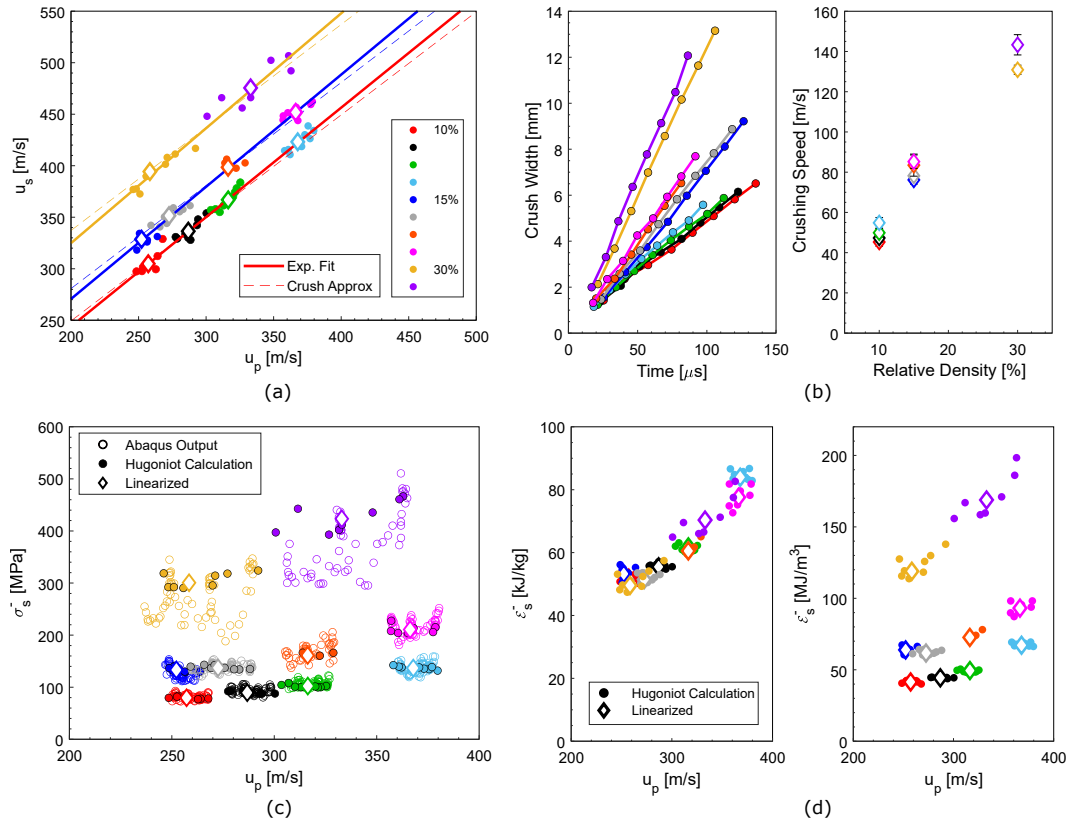 550
500
450
400
350
300
250
u_s
[m/s]
10%
15%
30%
Exp. Fit
Crush Approx
200 250 300 350 400 450 500
u_p [m/s]
(a)
14
12
10
8
6
4
2
0
Crush Width [mm]
0 50 100 150
Time [μs]
160
140
120
100
80
60
40
20
0
Crushing Speed [m/s]
10 15 20 25 30 35
Relative Density [%]
(b)
600
500
400
300
200
100
0
σ_s^- [MPa]
Abaqus Output
Hugoniot Calculation
Linearized
200 250 300 350 400
u_p [m/s]
(c)
100
80
60
40
20
0
ℰ_s^- [kJ/kg]
Hugoniot Calculation
Linearized
200 300 400
u_p [m/s]
200
150
100
50
0
ℰ_s^- [MJ/m³]
200 300 400
u_p [m/s]
(d)